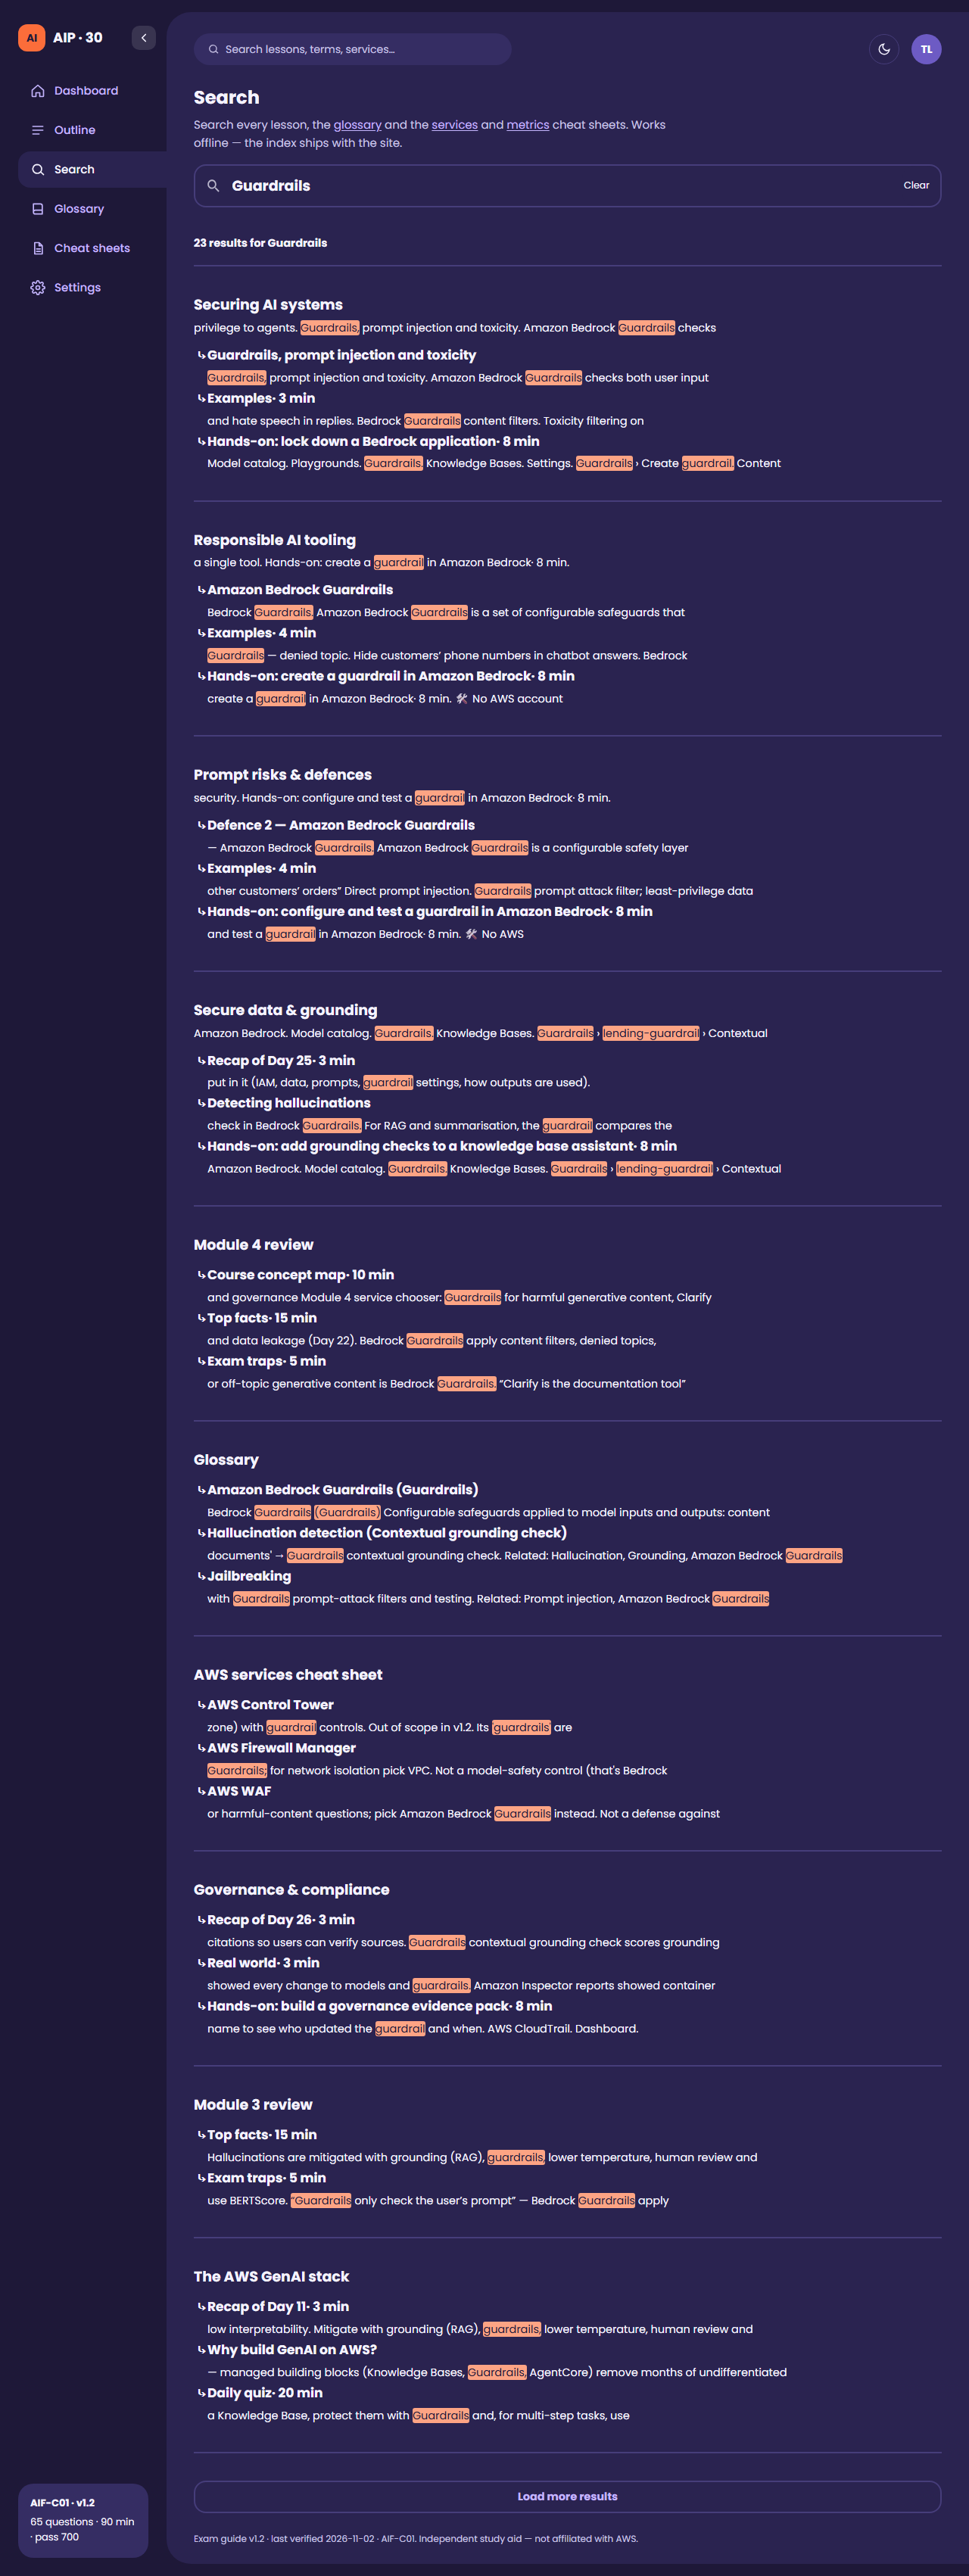 AI AIP · 30
Dashboard
Outline
Search
Glossary
Cheat sheets
Settings
AIF-C01 · v1.2
65 questions · 90 min
· pass 700
Search lessons, terms, services…
TL
Search
Search every lesson, the glossary and the services and metrics cheat sheets. Works
offline — the index ships with the site.
Guardrails
Clear
23 results for Guardrails
Securing AI systems
privilege to agents. Guardrails, prompt injection and toxicity. Amazon Bedrock Guardrails checks
Guardrails, prompt injection and toxicity
Guardrails, prompt injection and toxicity. Amazon Bedrock Guardrails checks both user input
Examples· 3 min
and hate speech in replies. Bedrock Guardrails content filters. Toxicity filtering on
Hands-on: lock down a Bedrock application· 8 min
Model catalog. Playgrounds. Guardrails. Knowledge Bases. Settings. Guardrails › Create guardrail. Content
Responsible AI tooling
a single tool. Hands-on: create a guardrail in Amazon Bedrock· 8 min.
Amazon Bedrock Guardrails
Bedrock Guardrails. Amazon Bedrock Guardrails is a set of configurable safeguards that
Examples· 4 min
Guardrails — denied topic. Hide customers’ phone numbers in chatbot answers. Bedrock
Hands-on: create a guardrail in Amazon Bedrock· 8 min
create a guardrail in Amazon Bedrock· 8 min. 🛠 No AWS account
Prompt risks & defences
security. Hands-on: configure and test a guardrail in Amazon Bedrock· 8 min.
Defence 2 — Amazon Bedrock Guardrails
— Amazon Bedrock Guardrails. Amazon Bedrock Guardrails is a configurable safety layer
Examples· 4 min
other customers’ orders” Direct prompt injection. Guardrails prompt attack filter; least-privilege data
Hands-on: configure and test a guardrail in Amazon Bedrock· 8 min
and test a guardrail in Amazon Bedrock· 8 min. 🛠 No AWS
Secure data & grounding
Amazon Bedrock. Model catalog. Guardrails. Knowledge Bases. Guardrails › lending-guardrail › Contextual
Recap of Day 25· 3 min
put in it (IAM, data, prompts, guardrail settings, how outputs are used).
Detecting hallucinations
check in Bedrock Guardrails. For RAG and summarisation, the guardrail compares the
Hands-on: add grounding checks to a knowledge base assistant· 8 min
Amazon Bedrock. Model catalog. Guardrails. Knowledge Bases. Guardrails › lending-guardrail › Contextual
Module 4 review
Course concept map· 10 min
and governance Module 4 service chooser: Guardrails for harmful generative content, Clarify
Top facts· 15 min
and data leakage (Day 22). Bedrock Guardrails apply content filters, denied topics,
Exam traps· 5 min
or off-topic generative content is Bedrock Guardrails. “Clarify is the documentation tool”
Glossary
Amazon Bedrock Guardrails (Guardrails)
Bedrock Guardrails (Guardrails) Configurable safeguards applied to model inputs and outputs: content
Hallucination detection (Contextual grounding check)
documents' → Guardrails contextual grounding check. Related: Hallucination, Grounding, Amazon Bedrock Guardrails
Jailbreaking
with Guardrails prompt-attack filters and testing. Related: Prompt injection, Amazon Bedrock Guardrails
AWS services cheat sheet
AWS Control Tower
zone) with guardrail controls. Out of scope in v1.2. Its 'guardrails' are
AWS Firewall Manager
Guardrails; for network isolation pick VPC. Not a model-safety control (that's Bedrock
AWS WAF
or harmful-content questions; pick Amazon Bedrock Guardrails instead. Not a defense against
Governance & compliance
Recap of Day 26· 3 min
citations so users can verify sources. Guardrails contextual grounding check scores grounding
Real world· 3 min
showed every change to models and guardrails. Amazon Inspector reports showed container
Hands-on: build a governance evidence pack· 8 min
name to see who updated the guardrail and when. AWS CloudTrail. Dashboard.
Module 3 review
Top facts· 15 min
Hallucinations are mitigated with grounding (RAG), guardrails, lower temperature, human review and
Exam traps· 5 min
use BERTScore. “Guardrails only check the user's prompt” — Bedrock Guardrails apply
The AWS GenAI stack
Recap of Day 11· 3 min
low interpretability. Mitigate with grounding (RAG), guardrails, lower temperature, human review and
Why build GenAI on AWS?
— managed building blocks (Knowledge Bases, Guardrails, AgentCore) remove months of undifferentiated
Daily quiz· 20 min
a Knowledge Base, protect them with Guardrails and, for multi-step tasks, use
Load more results
Exam guide v1.2 · last verified 2026-11-02 · AIF-C01. Independent study aid — not affiliated with AWS.